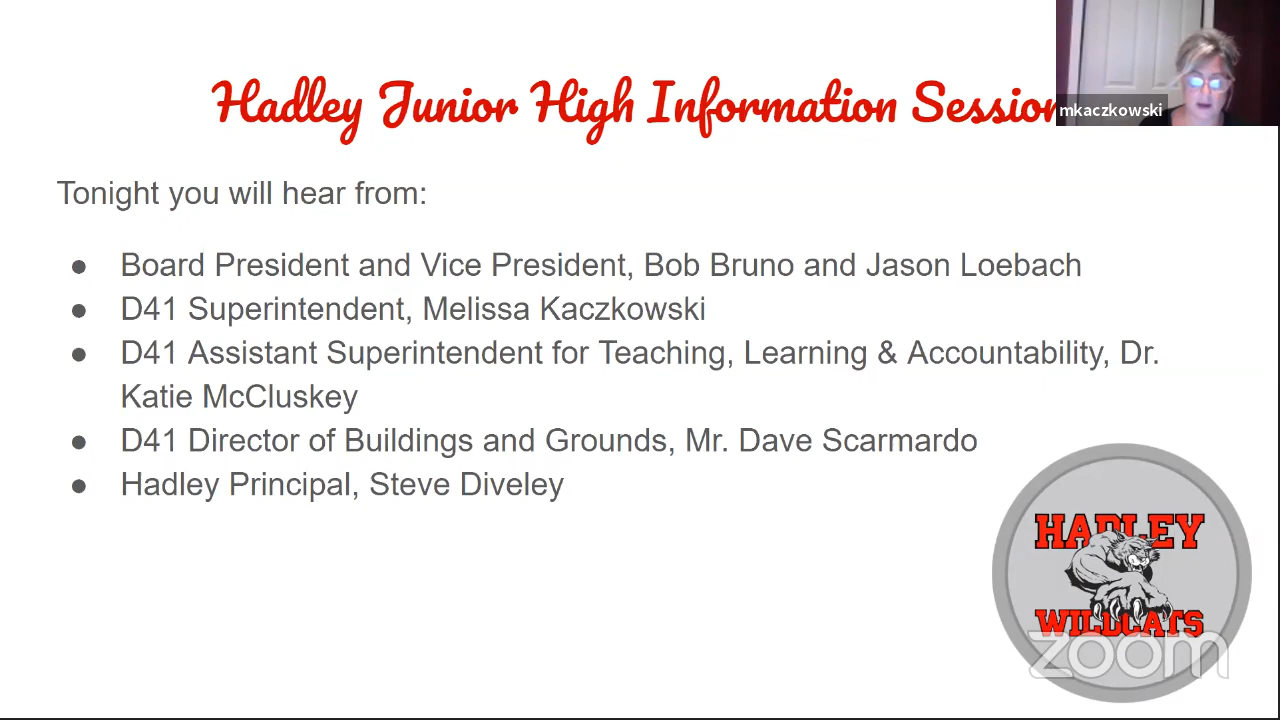 Hadley Junior High Information Session
mkaczkowski
Tonight you will hear from:
● Board President and Vice President, Bob Bruno and Jason Loebach
● D41 Superintendent, Melissa Kaczkowski
● D41 Assistant Superintendent for Teaching, Learning & Accountability, Dr.
Katie McCluskey
● D41 Director of Buildings and Grounds, Mr. Dave Scarmardo
● Hadley Principal, Steve Diveley
HADLEY
WILDCATS
zoom